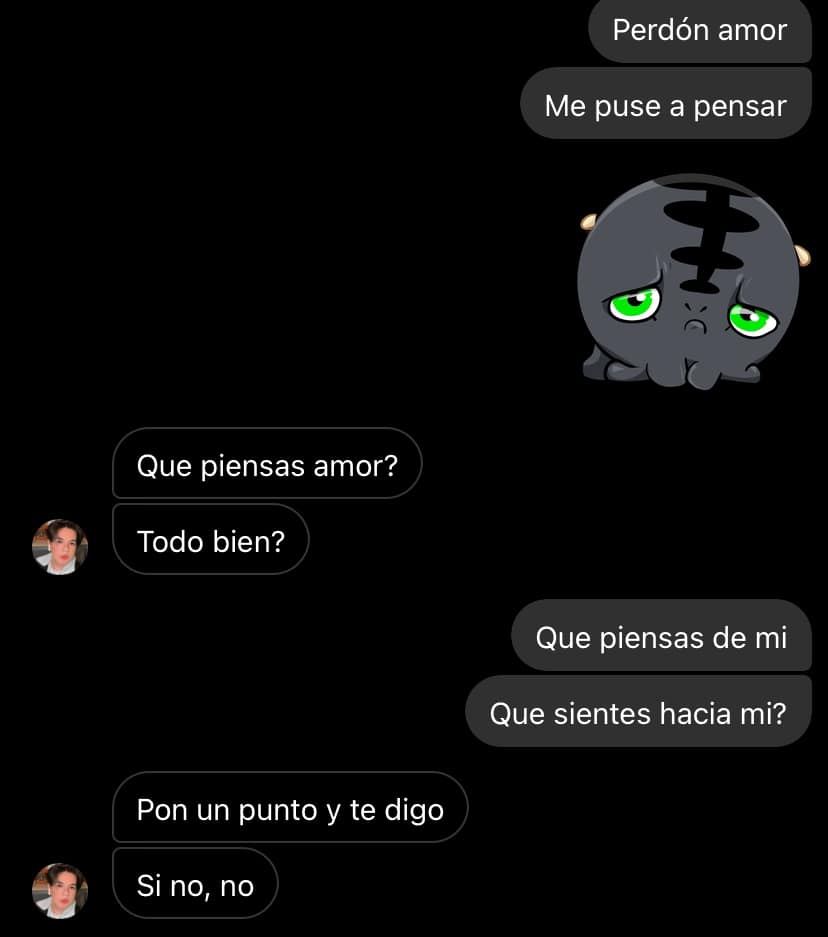 Perdón amor
Me puse a pensar
Que piensas amor?
Todo bien?
Que piensas de mi
Que sientes hacia mi?
Pon un punto y te digo
Si no, no